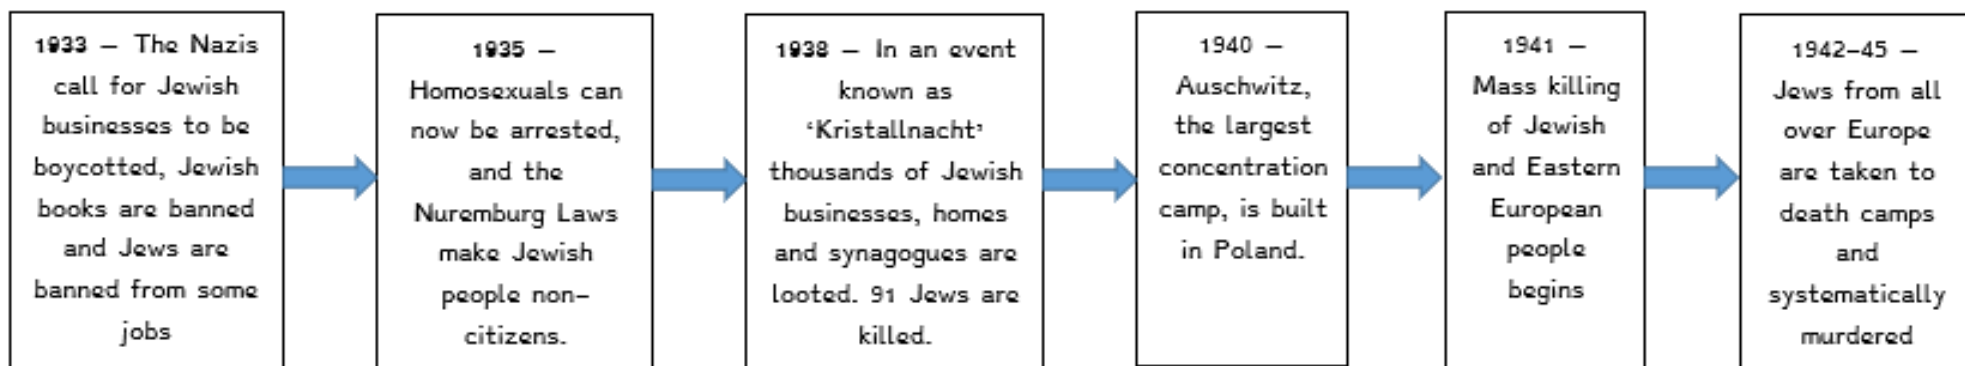 1933 – The Nazis
call for Jewish
businesses to be
boycotted, Jewish
books are banned
and Jews are
banned from some
jobs
1935 –
Homosexuals can
now be arrested,
and the
Nuremburg Laws
make Jewish
people non-
citizens.
1938 – In an event
known as
‘Kristallnacht’
thousands of Jewish
businesses, homes
and synagogues are
looted. 91 Jews are
killed.
1940 –
Auschwitz,
the largest
concentration
camp, is built
in Poland.
1941 –
Mass killing
of Jewish
and Eastern
European
people
begins
1942-45 –
Jews from all
over Europe
are taken to
death camps
and
systematically
murdered